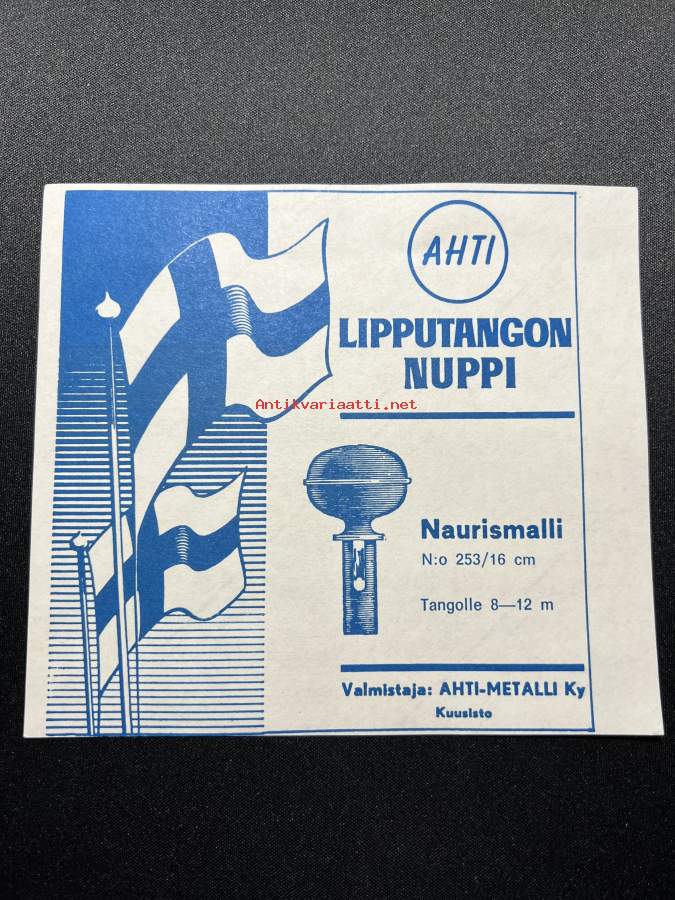 AHTI
LIPPUTANGON
NUPPI
Antikvariaatti.net
Naurismalli
N:o 253/16 cm
Tangolle 8—12 m
Valmistaja: AHTI-METALLI Ky
Kuusisto